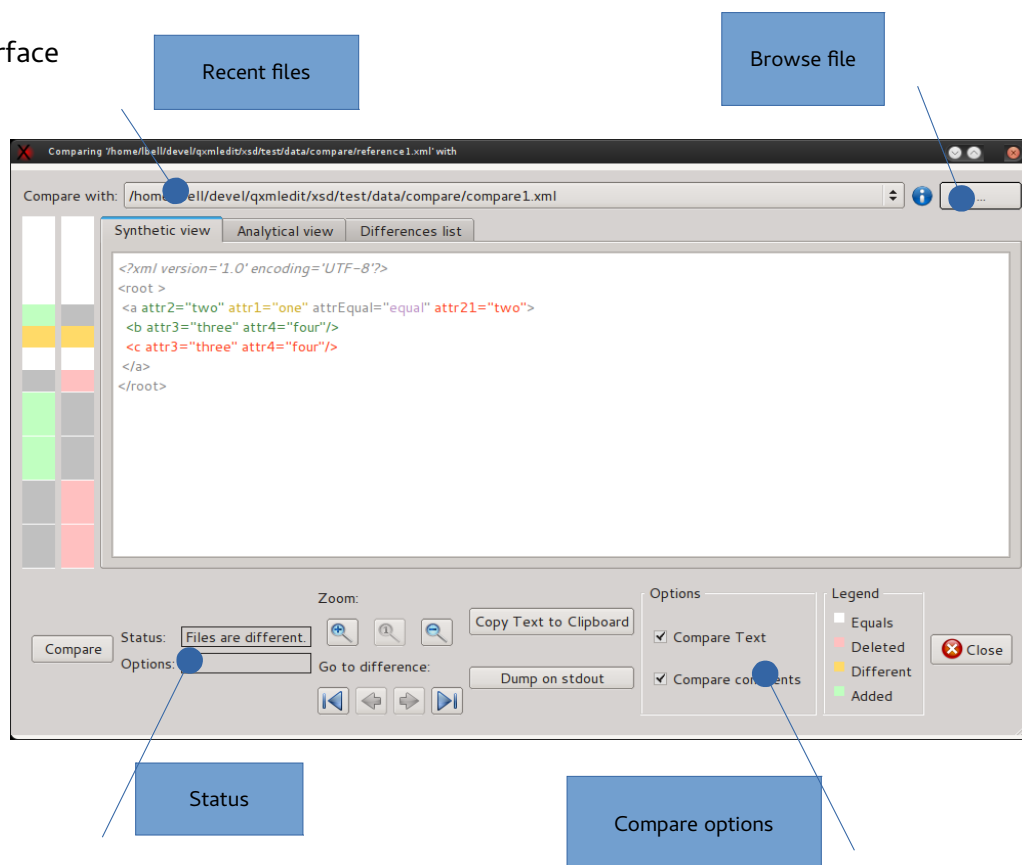 rface
Recent files
Browse file
Comparing '/home/lbell/devel/qxmledit/xsd/test/data/compare/reference1.xml' with
Compare with: /home ell/devel/qxmledit/xsd/test/data/compare/compare1.xml ...
Synthetic view Analytical view Differences list
<?xml version='1.0' encoding='UTF-8'?>
<root >
<a attr2="two" attr1="one" attrEqual="equal" attr21="two">
<b attr3="three" attr4="four"/>
<c attr3="three" attr4="four"/>
</a>
</root>
Compare
Status: Files are different.
Options:
Zoom:
Go to difference:
Copy Text to Clipboard
Dump on stdout
Options
Compare Text
Compare comments
Legend
Equals
Deleted
Different
Added
Close
Status
Compare options